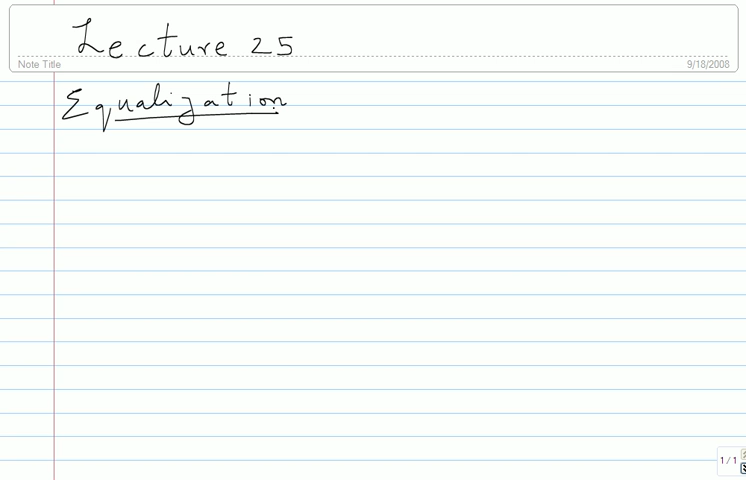 Lecture 25
Note Title
9/18/2008
Equalization
1 / 1